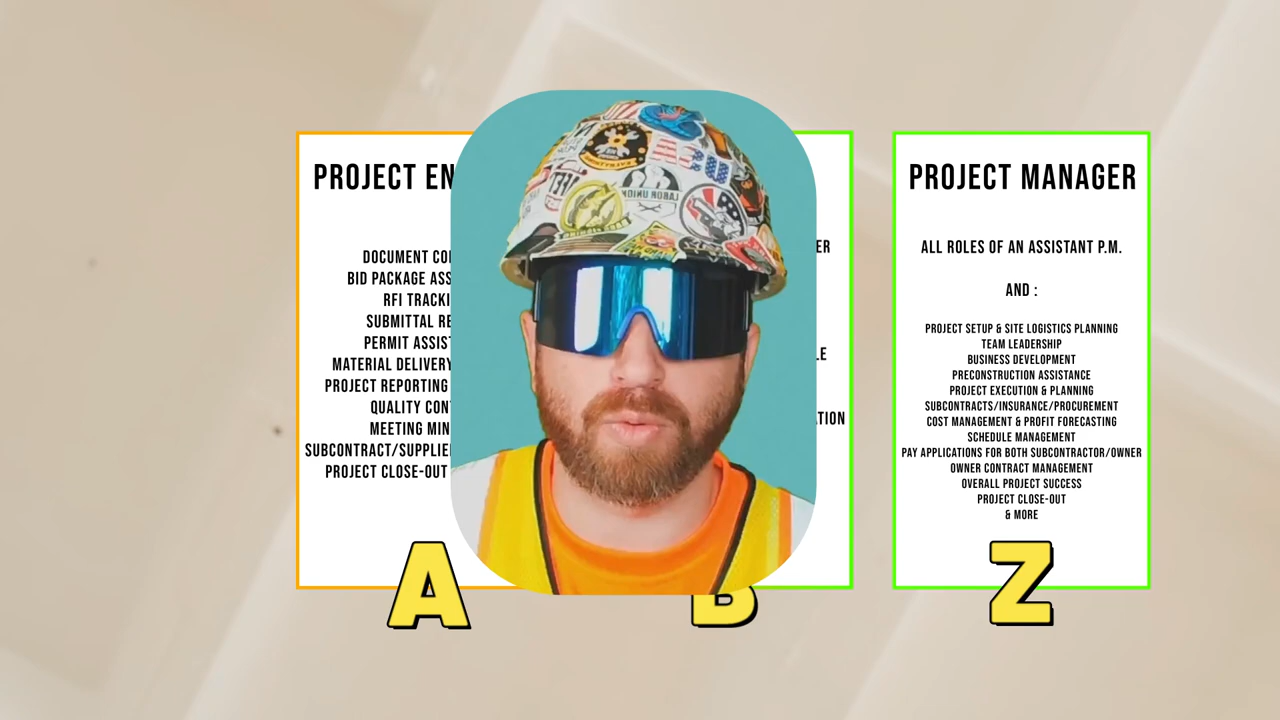 PROJECT EN
DOCUMENT CO
BID PACKAGE ASS
RFI TRACKI
SUBMITTAL RE
PERMIT ASSIST
MATERIAL DELIVERY
PROJECT REPORTING
QUALITY CON
MEETING MIN
SUBCONTRACT/SUPPLIE
PROJECT CLOSE-OUT
A
LABOR UNION
ER
LE
ATION
B
PROJECT MANAGER
ALL ROLES OF AN ASSISTANT P.M.
AND :
PROJECT SETUP & SITE LOGISTICS PLANNING
TEAM LEADERSHIP
BUSINESS DEVELOPMENT
PRECONSTRUCTION ASSISTANCE
PROJECT EXECUTION & PLANNING
SUBCONTRACTS/INSURANCE/PROCUREMENT
COST MANAGEMENT & PROFIT FORECASTING
SCHEDULE MANAGEMENT
PAY APPLICATIONS FOR BOTH SUBCONTRACTOR/OWNER
OWNER CONTRACT MANAGEMENT
OVERALL PROJECT SUCCESS
PROJECT CLOSE-OUT
& MORE
Z